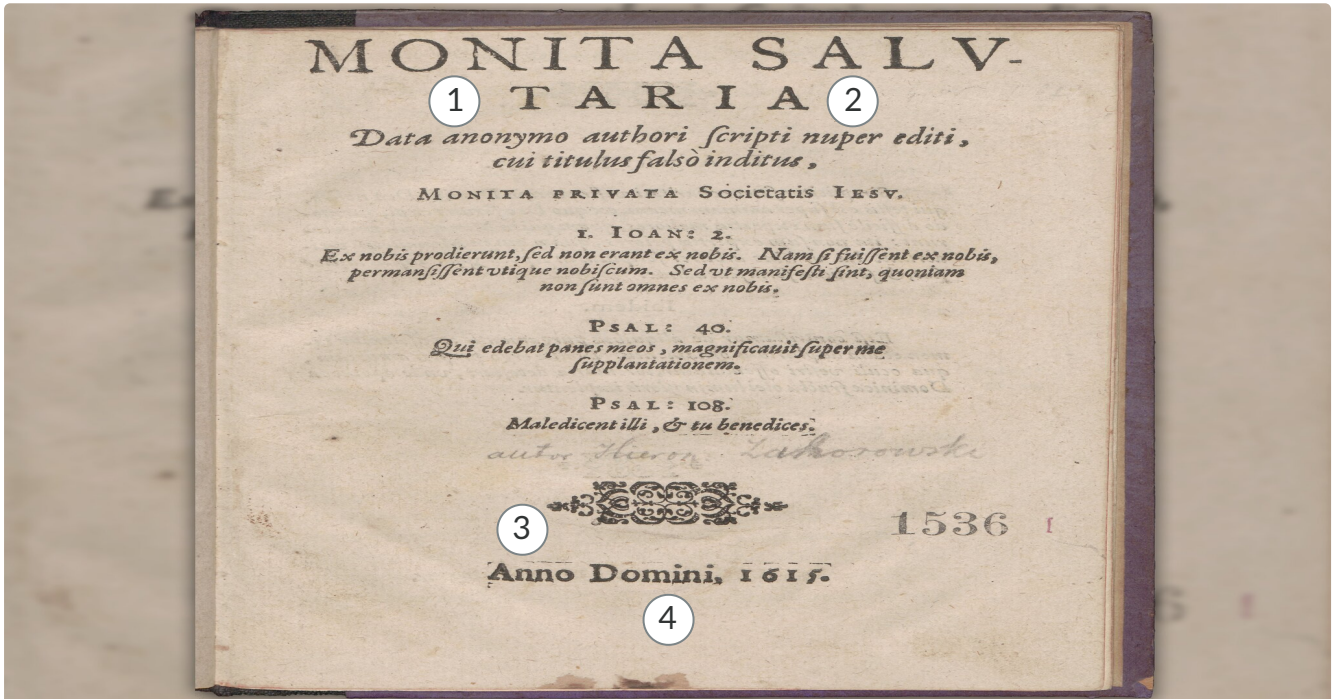 MONITA SALV-
TARIA
1
2
Data anonymo authori ſcripti nuper editi,
cui titulus falsò inditus,
MONITA PRIVATA Societatis IESV.
1. IOAN: 2.
Ex nobis prodierunt, ſed non erant ex nobis. Nam ſi fuiſſent ex nobis,
permanſiſſent vtique nobiſcum. Sed vt manifeſti ſint, quoniam
non ſunt omnes ex nobis.
PSAL: 40.
Qui edebat panes meos, magnificauit ſuper me
ſupplantationem.
PSAL: 108.
Maledicent illi, & tu benedices.
autor Hieron. Zahorowski
3
1536 1
Anno Domini, 1615.
4